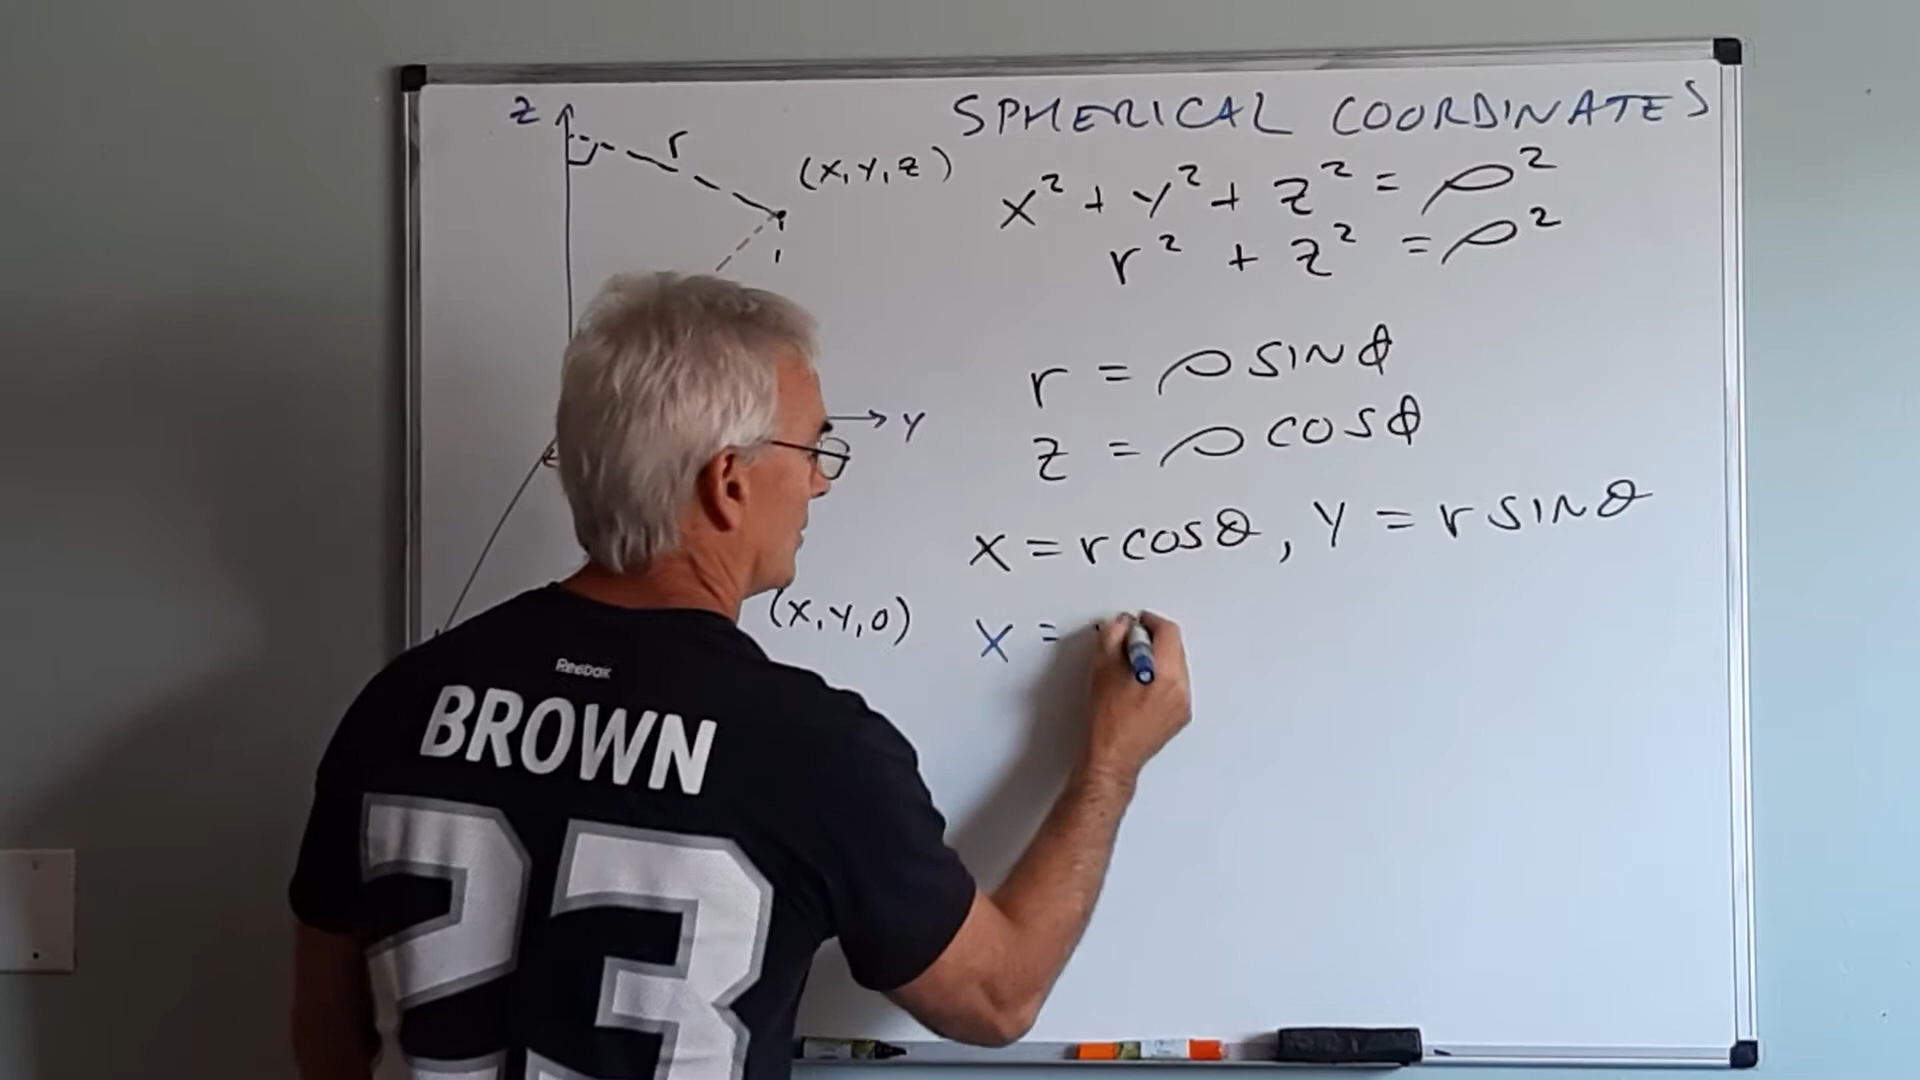 SPHERICAL COORDINATES
z
r
(x, y, z)
x² + y² + z² = ρ²
r² + z² = ρ²
r = ρ sin ϕ
z = ρ cos ϕ
y
x = r cos θ, y = r sin θ
(x, y, 0)
x =
Reebok
BROWN
23